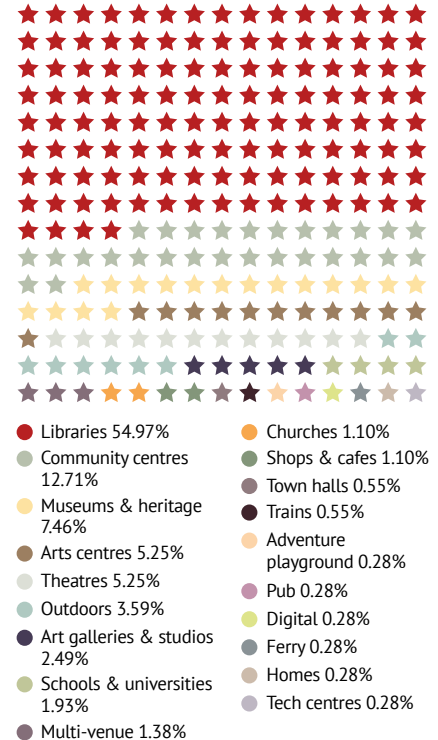 Libraries 54.97%
Community centres
12.71%
Museums & heritage
7.46%
Arts centres 5.25%
Theatres 5.25%
Outdoors 3.59%
Art galleries & studios
2.49%
Schools & universities
1.93%
Multi-venue 1.38%
Churches 1.10%
Shops & cafes 1.10%
Town halls 0.55%
Trains 0.55%
Adventure
playground 0.28%
Pub 0.28%
Digital 0.28%
Ferry 0.28%
Homes 0.28%
Tech centres 0.28%